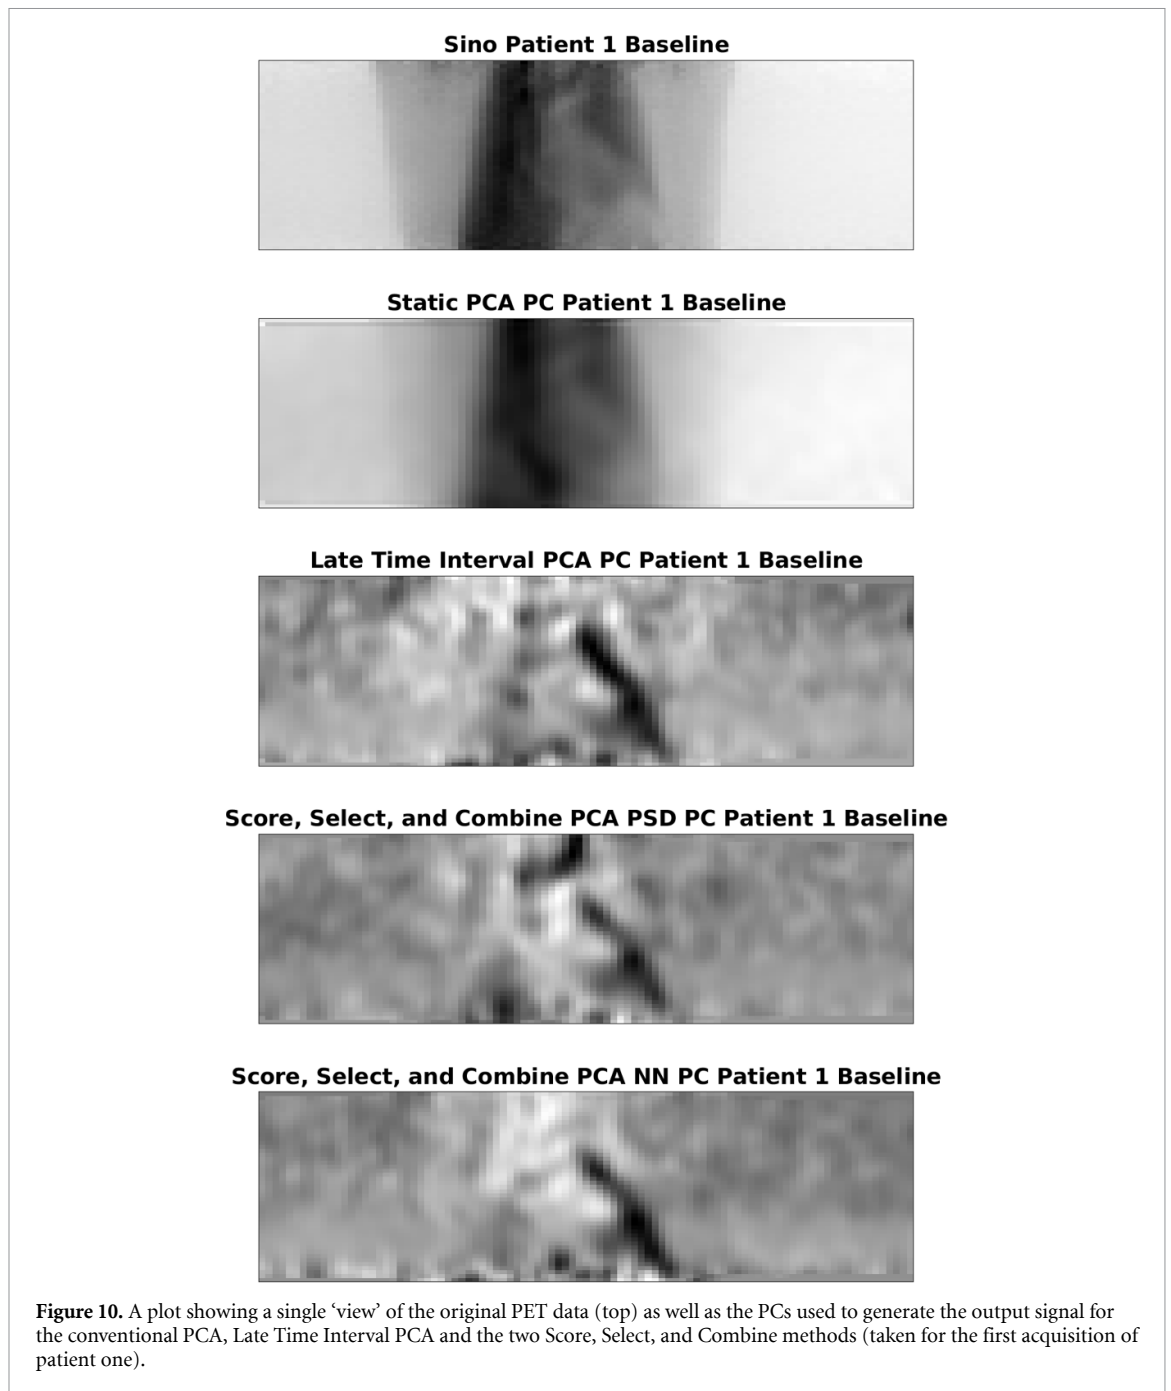 Sino Patient 1 Baseline
Static PCA PC Patient 1 Baseline
Late Time Interval PCA PC Patient 1 Baseline
Score, Select, and Combine PCA PSD PC Patient 1 Baseline
Score, Select, and Combine PCA NN PC Patient 1 Baseline
Figure 10. A plot showing a single ‘view’ of the original PET data (top) as well as the PCs used to generate the output signal for
the conventional PCA, Late Time Interval PCA and the two Score, Select, and Combine methods (taken for the first acquisition of
patient one).